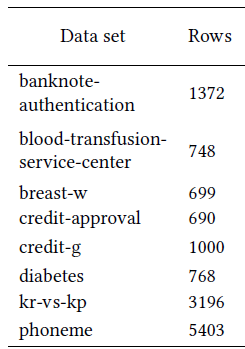 Data set Rows
banknote-
authentication 1372
blood-transfusion-
service-center 748
breast-w 699
credit-approval 690
credit-g 1000
diabetes 768
kr-vs-kp 3196
phoneme 5403